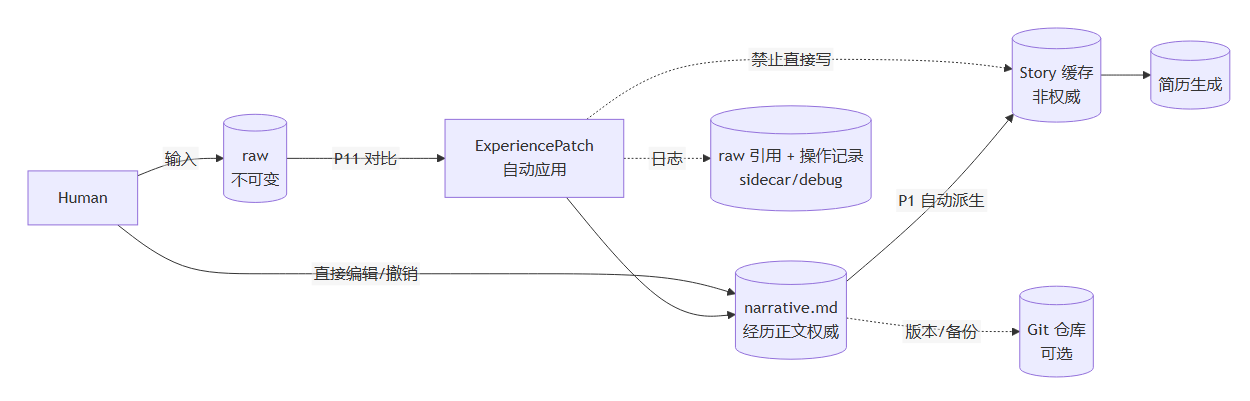 Human
输入
raw
不可变
P11 对比
ExperiencePatch
自动应用
禁止直接写
日志
raw 引用 + 操作记录
sidecar/debug
直接编辑/撤销
narrative.md
经历正文权威
P1 自动派生
Story 缓存
非权威
简历生成
版本/备份
Git 仓库
可选